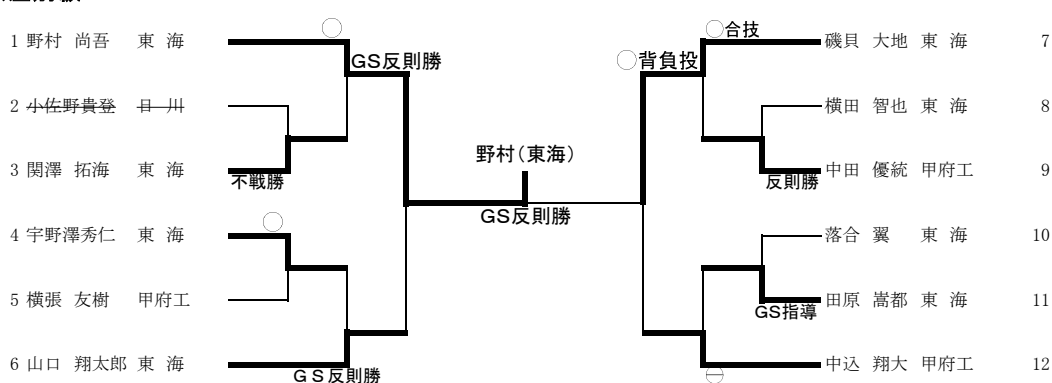 1 野村 尚吾 東 海
2 小佐野貴登 日 川
3 関澤 拓海 東 海
4 宇野澤秀仁 東 海
5 横張 友樹 甲府工
6 山口 翔太郎 東 海
○
GS反則勝
不戦勝
○
GS反則勝
野村(東海)
GS反則勝
○合技
○背負投
反則勝
GS指導
磯貝 大地 東 海 7
横田 智也 東 海 8
中田 優統 甲府工 9
落合 翼 東 海 10
田原 嵩都 東 海 11
中込 翔大 甲府工 12